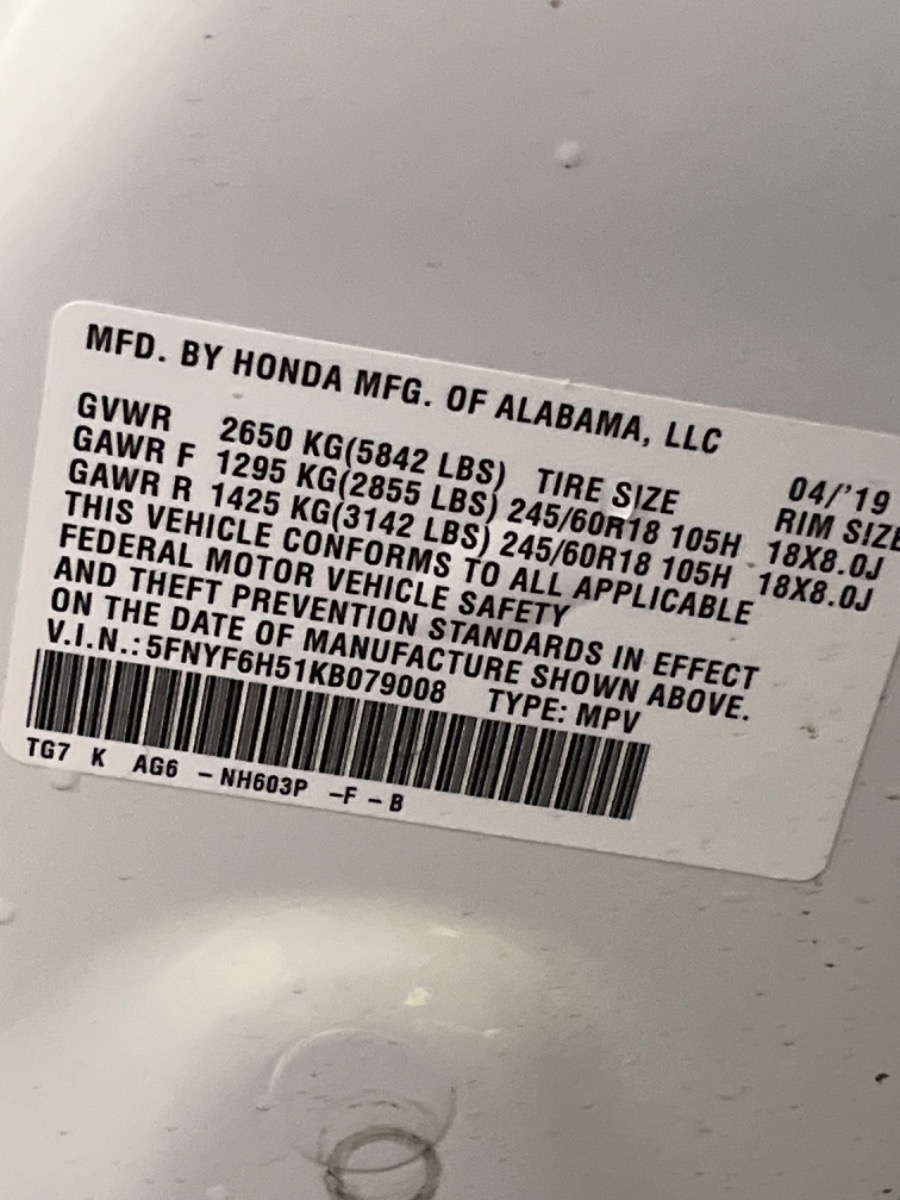 MFD. BY HONDA MFG. OF ALABAMA, LLC
04/'19
GVWR 2650 KG(5842 LBS) TIRE SIZE RIM SIZE
GAWR F 1295 KG(2855 LBS) 245/60R18 105H 18X8.0J
GAWR R 1425 KG(3142 LBS) 245/60R18 105H 18X8.0J
THIS VEHICLE CONFORMS TO ALL APPLICABLE
FEDERAL MOTOR VEHICLE SAFETY
AND THEFT PREVENTION STANDARDS IN EFFECT
ON THE DATE OF MANUFACTURE SHOWN ABOVE.
V.I.N.: 5FNYF6H51KB079008 TYPE: MPV
TG7 K AG6 - NH603P -F - B